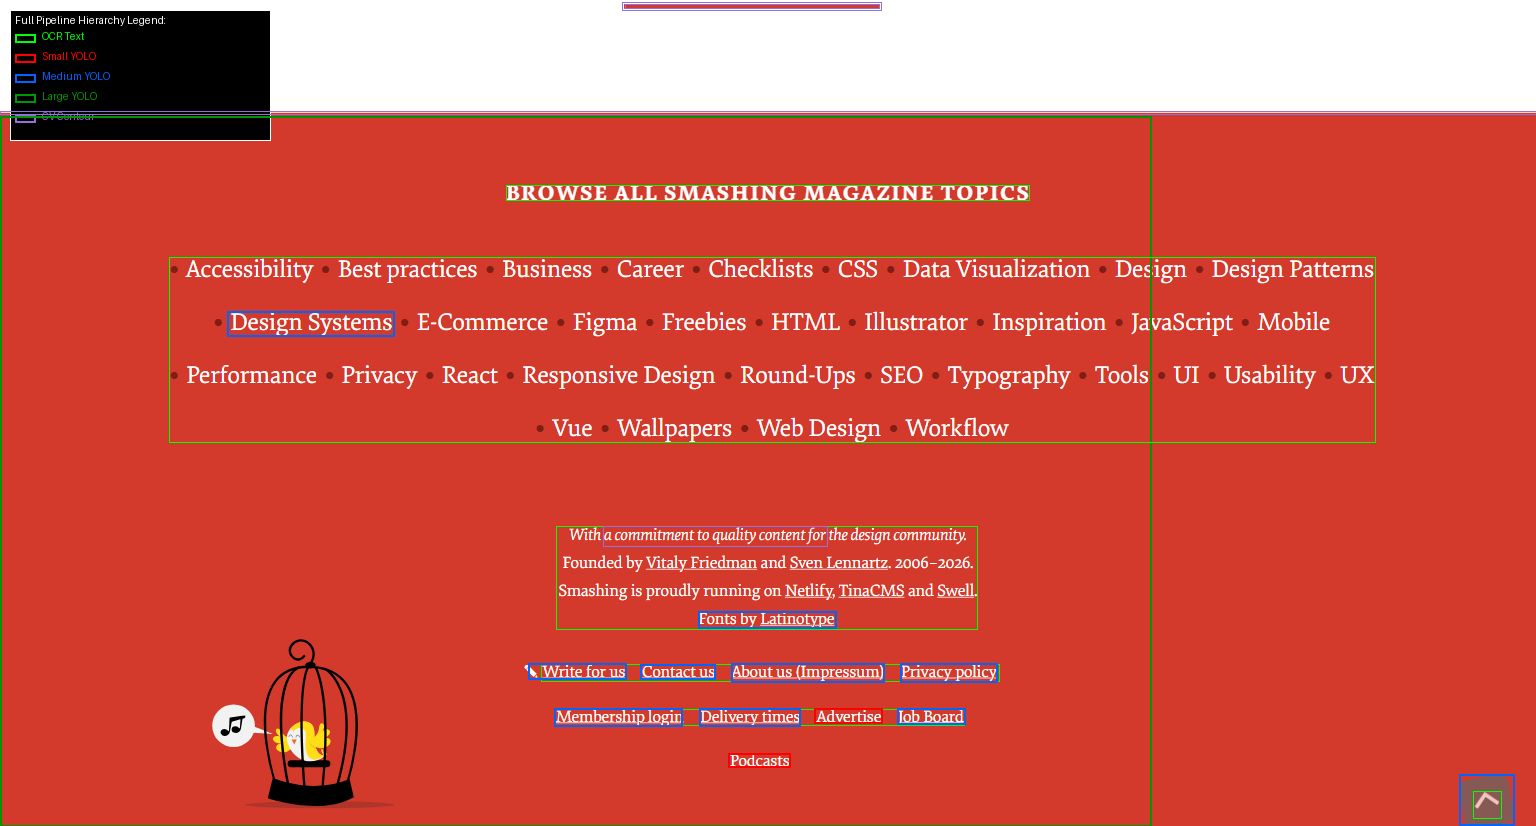 Full Pipeline Hierarchy Legend:
OCR Text
Small YOLO
Medium YOLO
Large YOLO
CV Contour
BROWSE ALL SMASHING MAGAZINE TOPICS
• Accessibility • Best practices • Business • Career • Checklists • CSS • Data Visualization • Design • Design Patterns
• Design Systems • E-Commerce • Figma • Freebies • HTML • Illustrator • Inspiration • JavaScript • Mobile
• Performance • Privacy • React • Responsive Design • Round-Ups • SEO • Typography • Tools • UI • Usability • UX
• Vue • Wallpapers • Web Design • Workflow
With a commitment to quality content for the design community.
Founded by Vitaly Friedman and Sven Lennartz. 2006–2026.
Smashing is proudly running on Netlify, TinaCMS and Swell.
Fonts by Latinotype
✎ Write for us Contact us About us (Impressum) Privacy policy
Membership login Delivery times Advertise Job Board
Podcasts